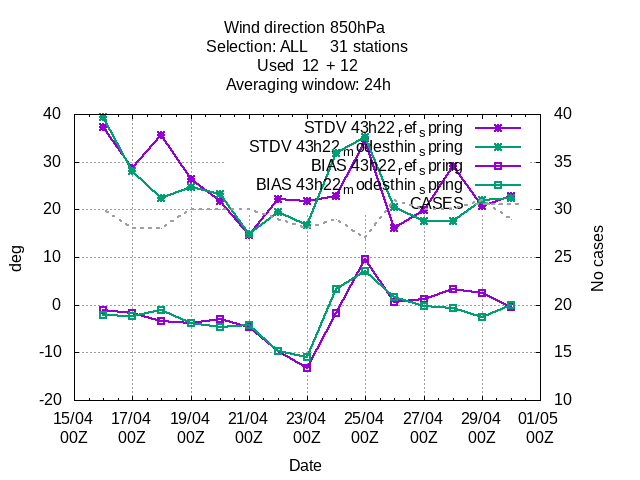 Wind direction 850hPa
Selection: ALL 31 stations
Used 12 + 12
Averaging window: 24h
STDV 43h22_ref_spring
STDV 43h22_modesthin_spring
BIAS 43h22_ref_spring
BIAS 43h22_modesthin_spring
CASES
40
30
20
10
0
-10
-20
deg
40
35
30
25
20
15
10
No cases
15/04 17/04 19/04 21/04 23/04 25/04 27/04 29/04 01/05
00Z 00Z 00Z 00Z 00Z 00Z 00Z 00Z 00Z
Date